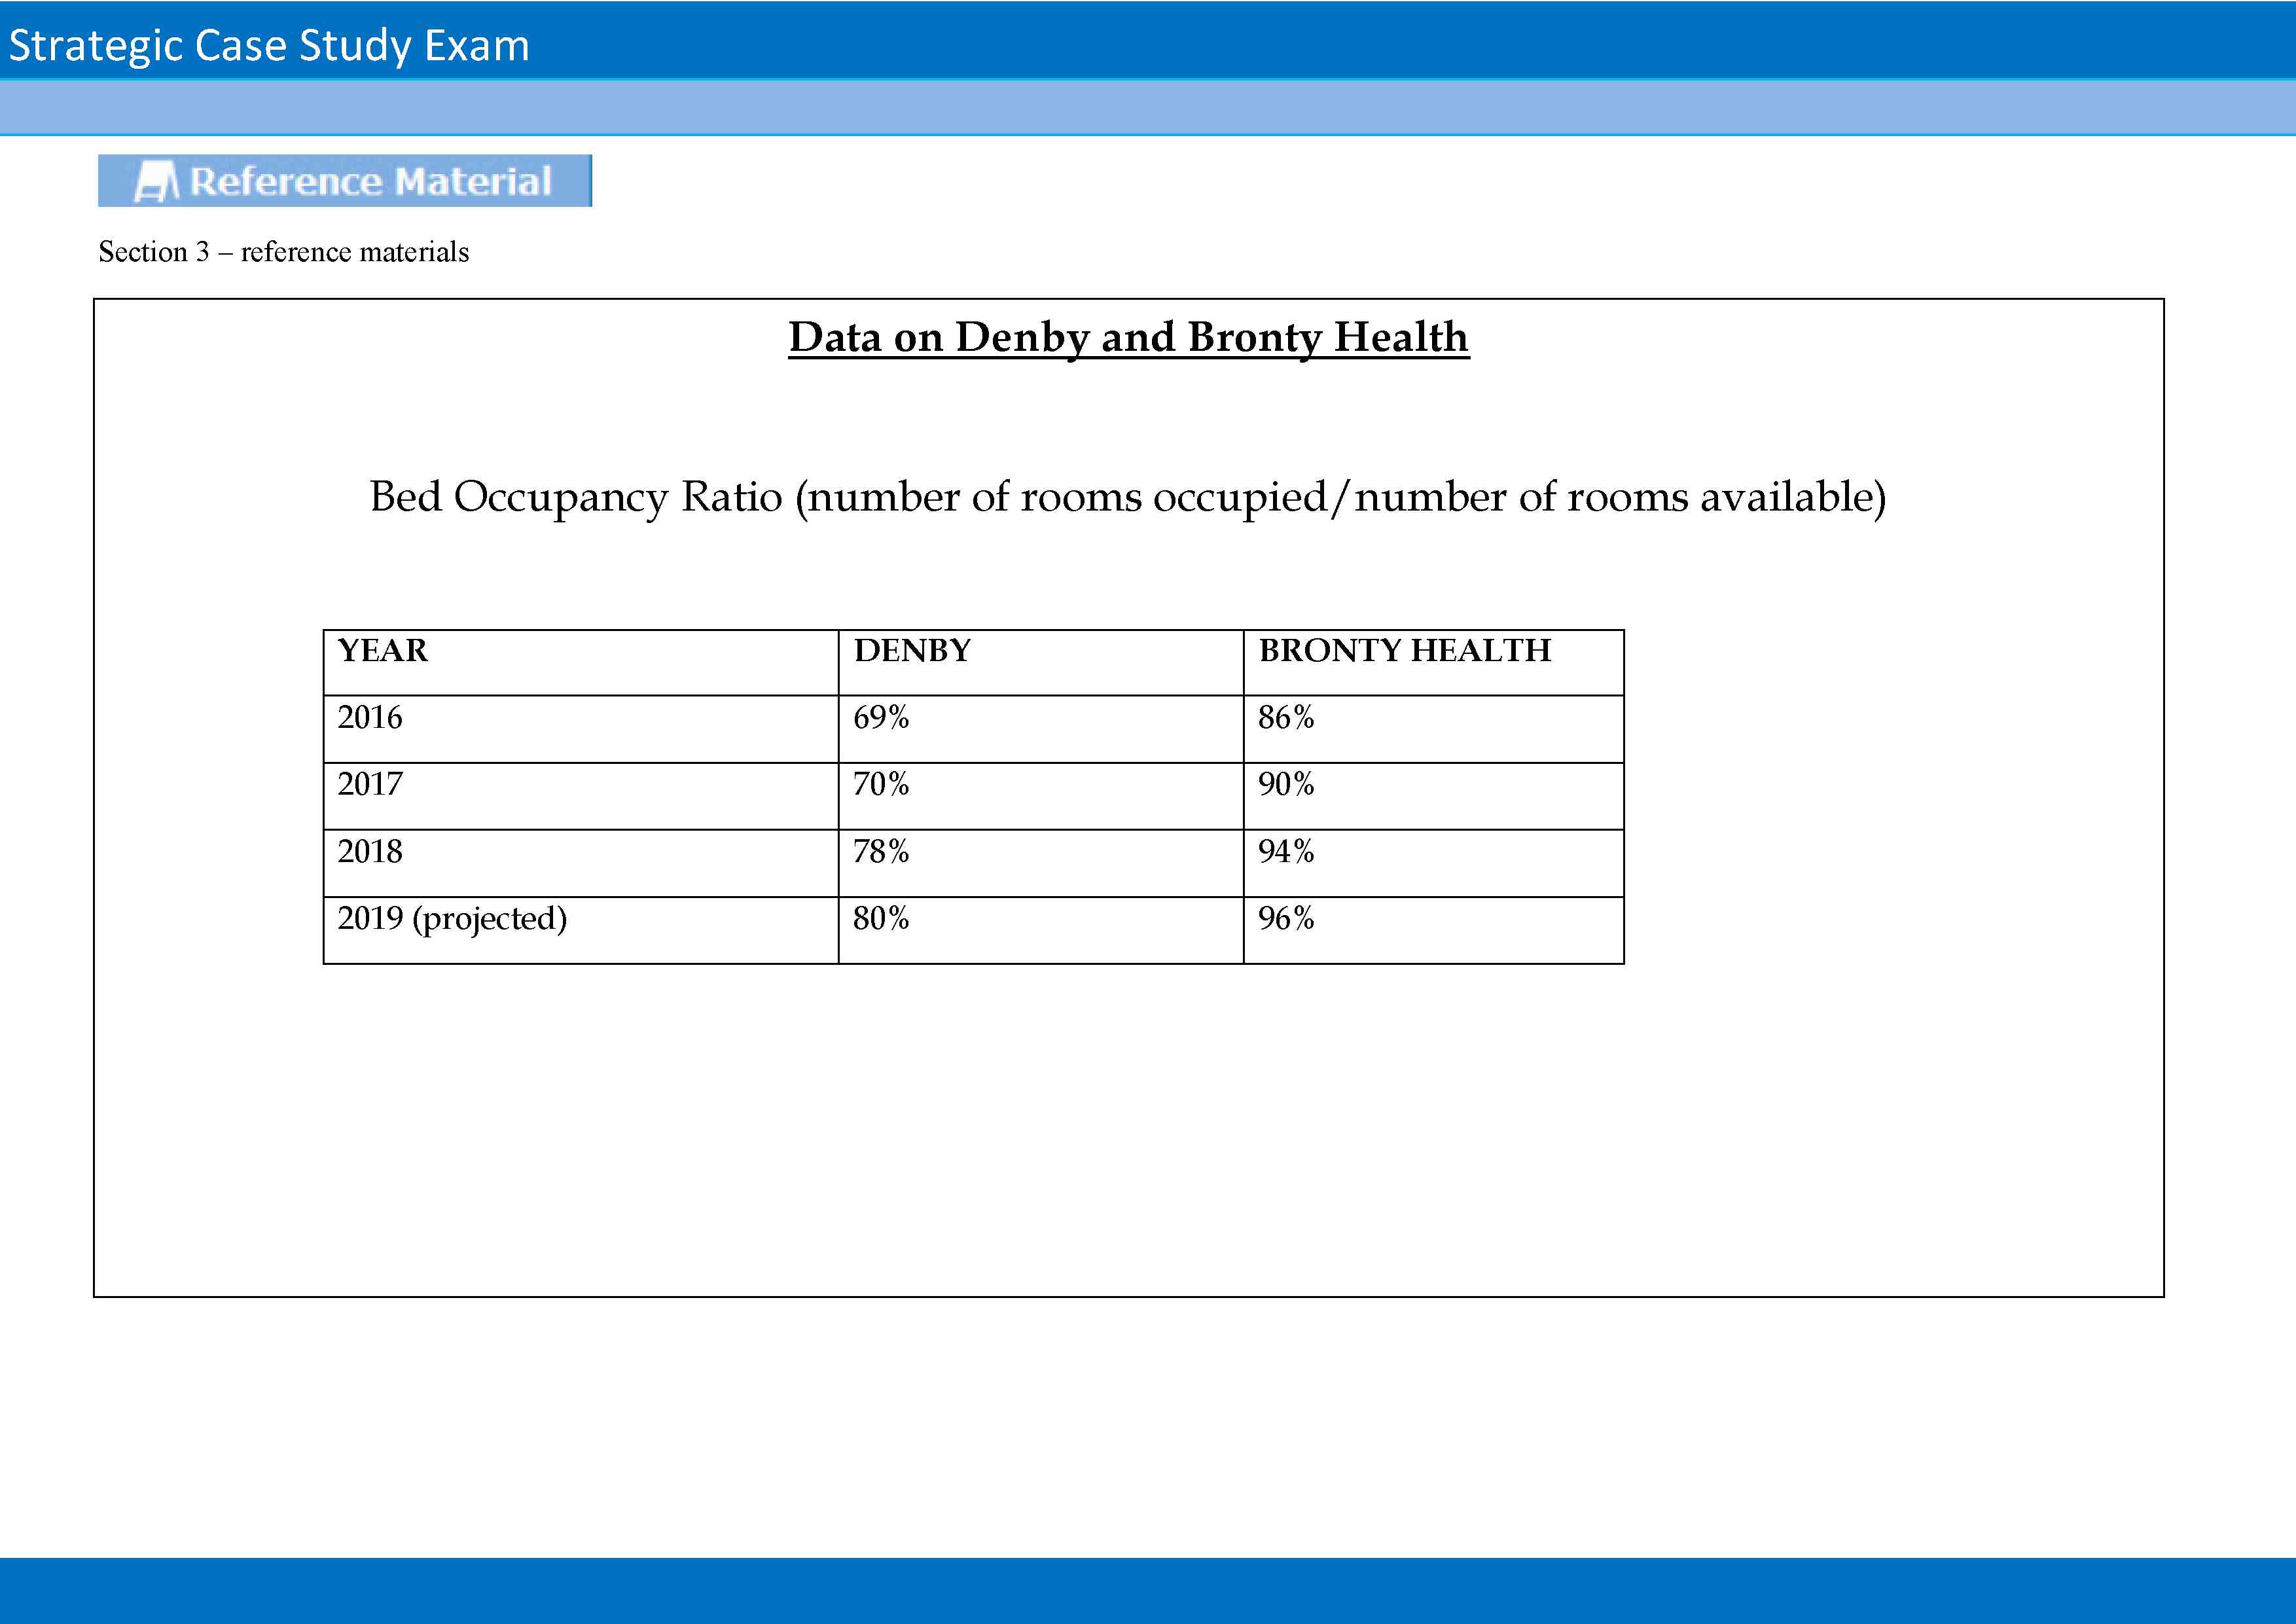 Strategic Case Study Exam
Reference Material
Section 3 – reference materials
Data on Denby and Bronty Health
Bed Occupancy Ratio (number of rooms occupied/number of rooms available)
YEAR DENBY BRONTY HEALTH
2016 69% 86%
2017 70% 90%
2018 78% 94%
2019 (projected) 80% 96%